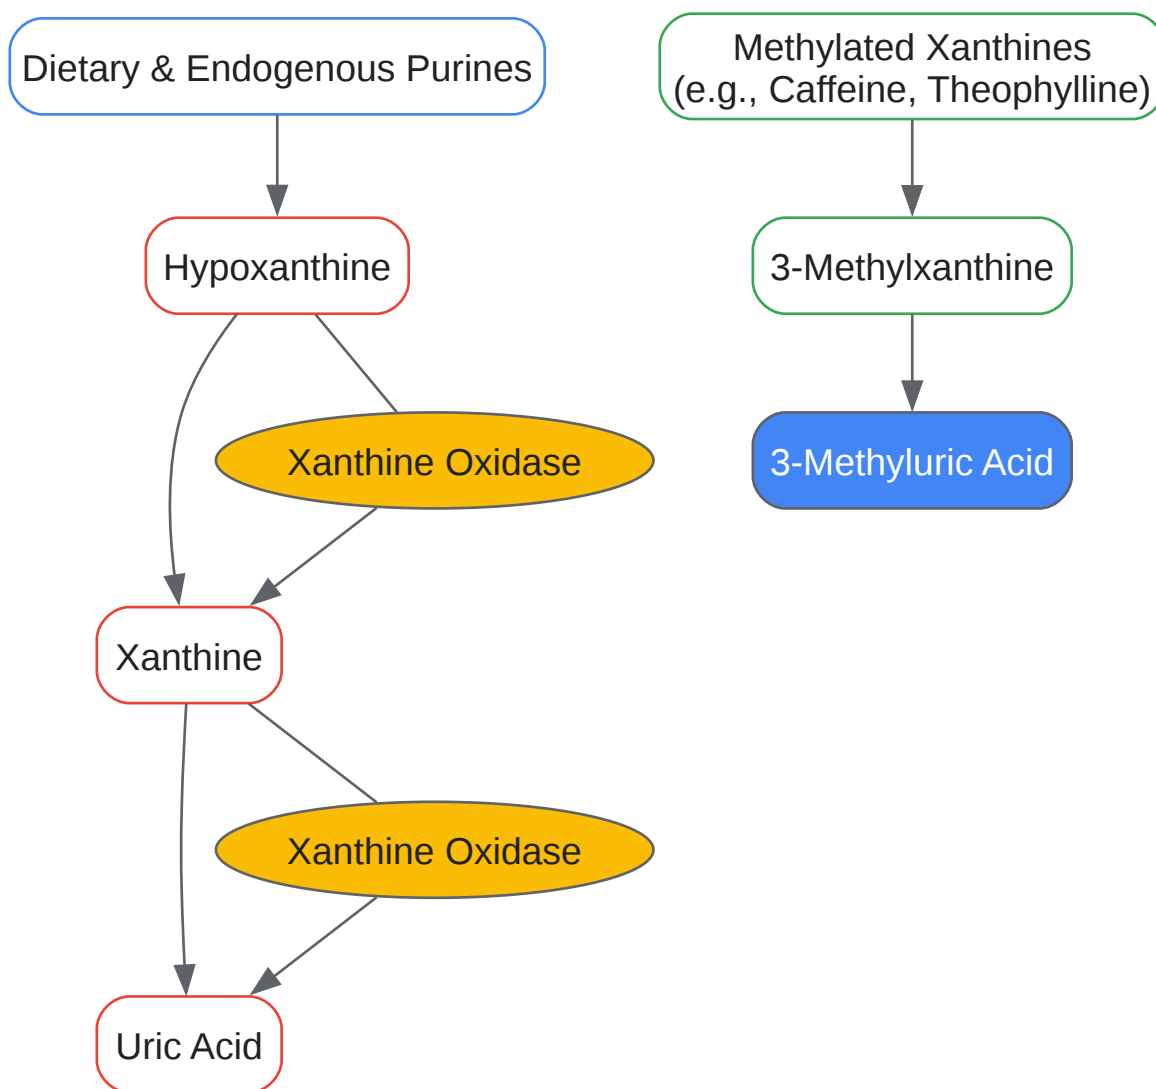 Dietary & Endogenous Purines
Methylated Xanthines
(e.g., Caffeine, Theophylline)
Hypoxanthine
3-Methylxanthine
Xanthine Oxidase
3-Methyluric Acid
Xanthine
Xanthine Oxidase
Uric Acid